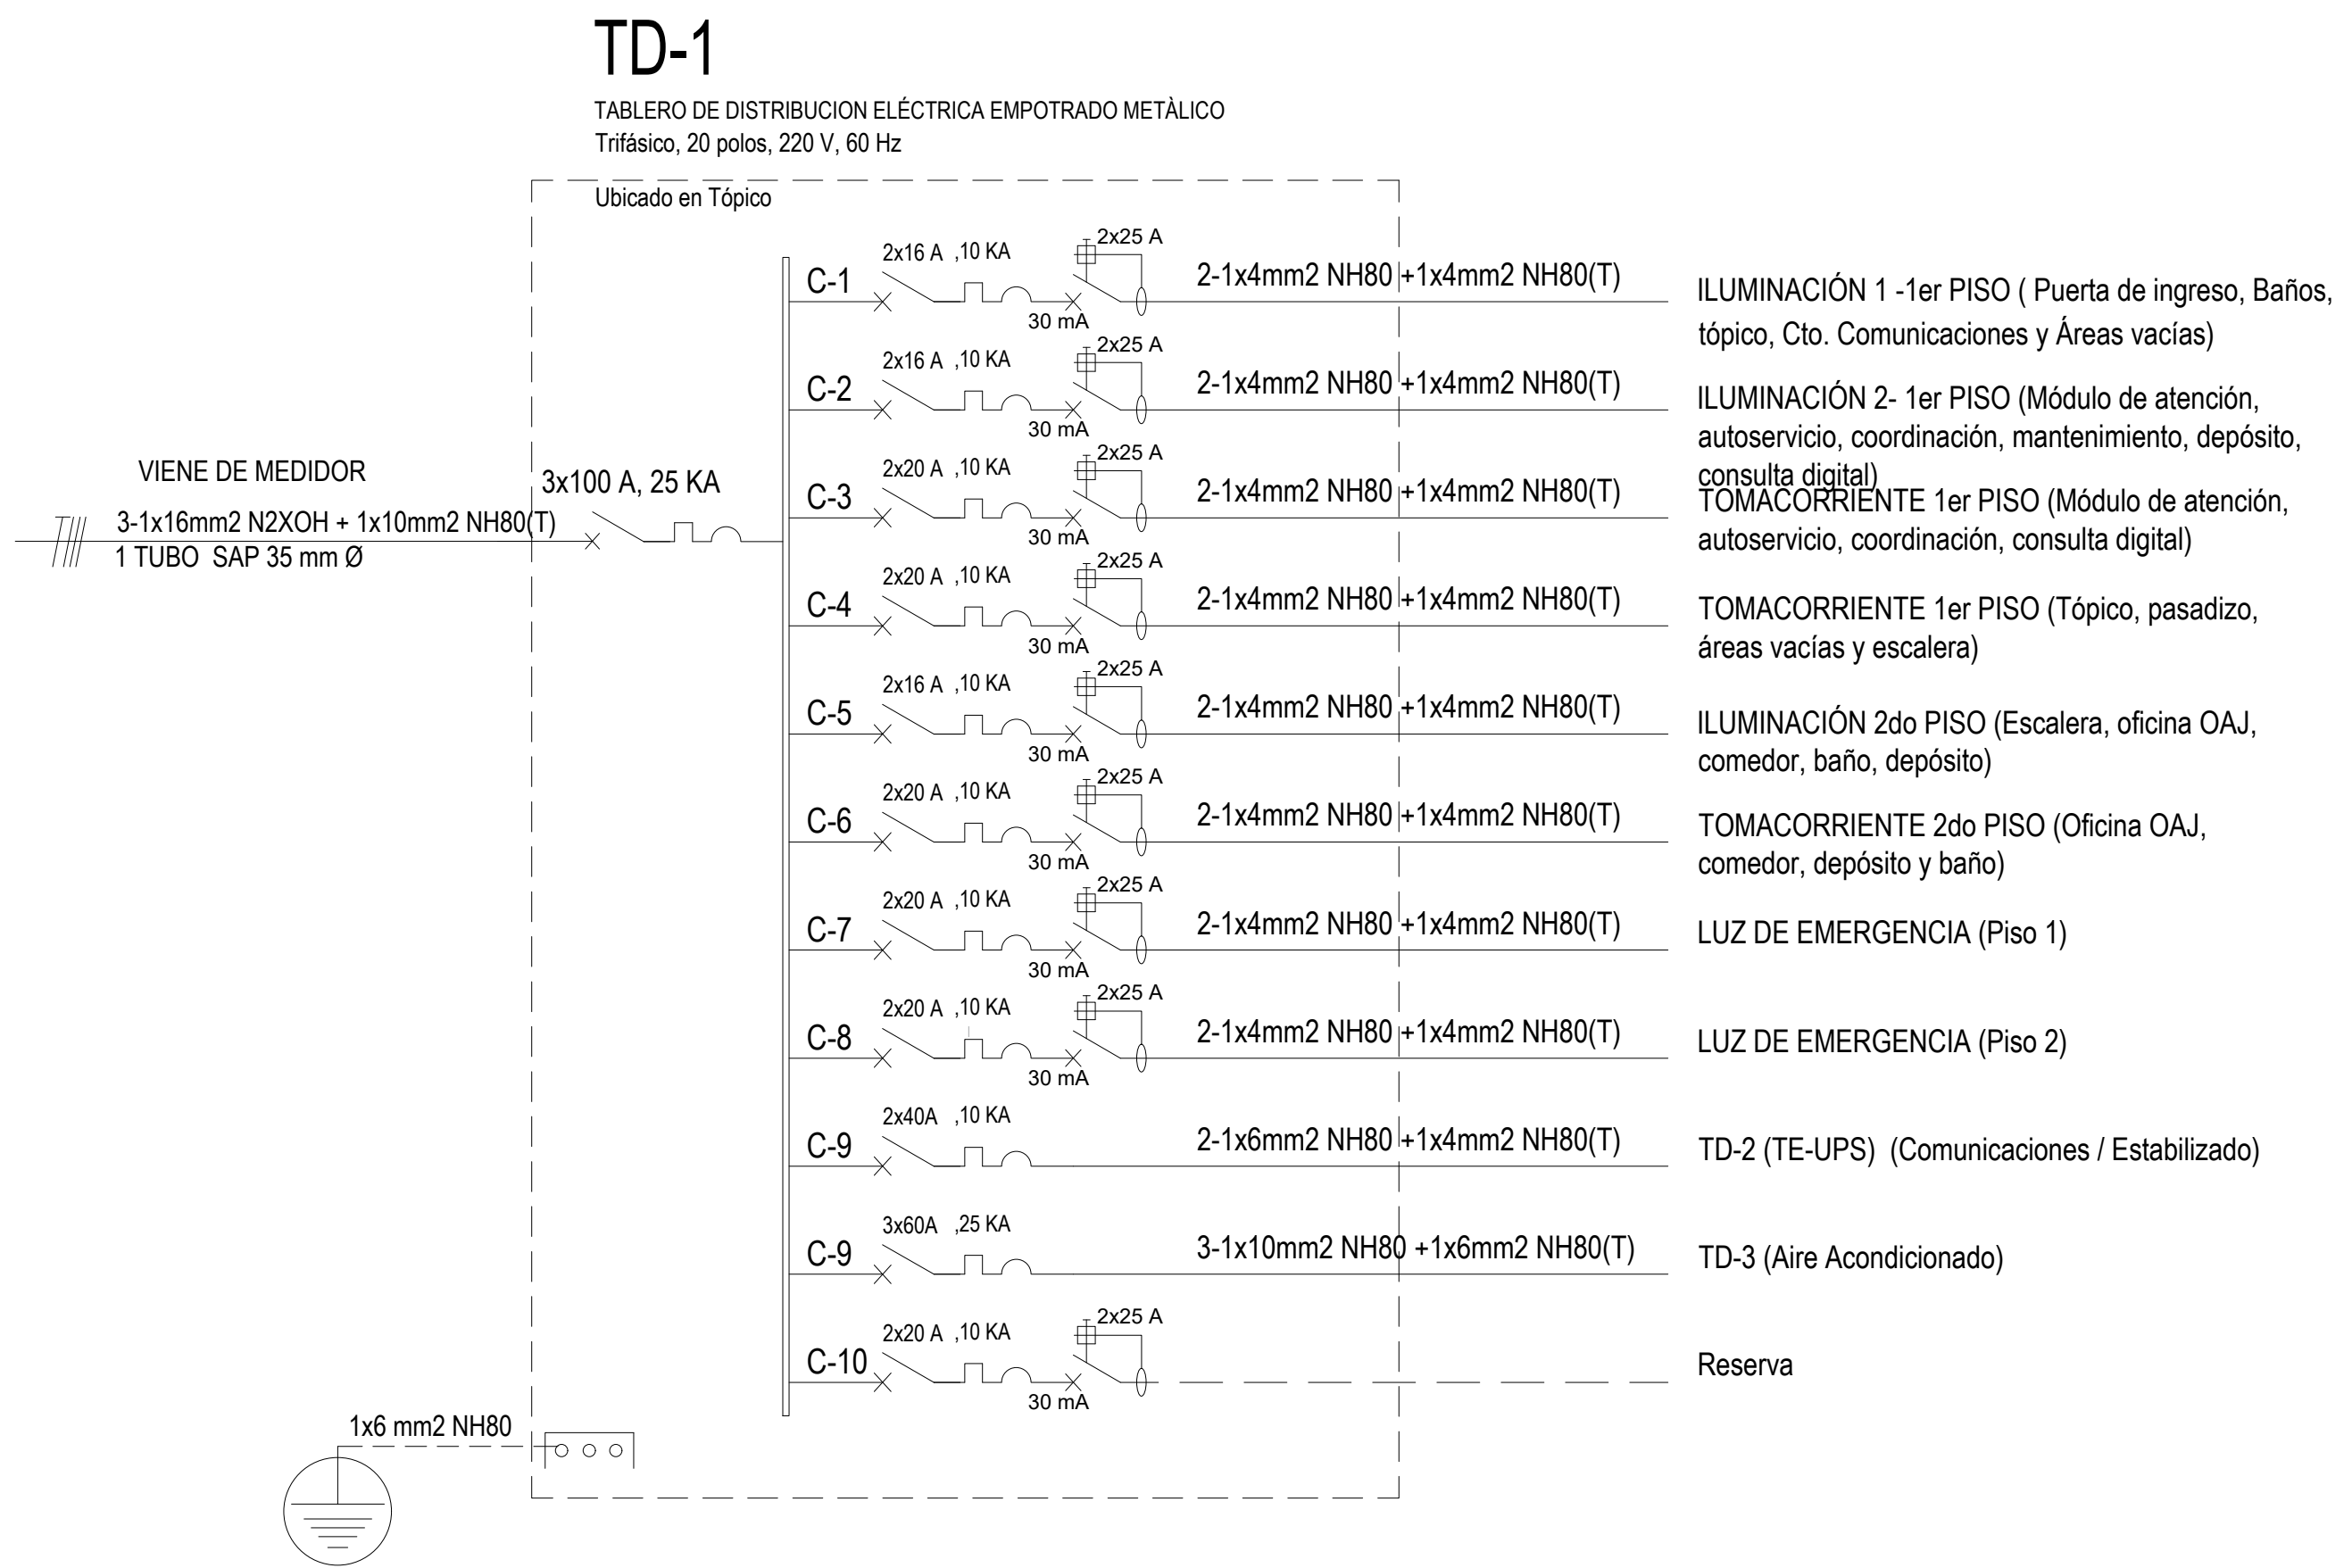 TD-1
TABLERO DE DISTRIBUCION ELÉCTRICA EMPOTRADO METÀLICO
Trifásico, 20 polos, 220 V, 60 Hz
Ubicado en Tópico
VIENE DE MEDIDOR
3-1x16mm2 N2XOH + 1x10mm2 NH80(T)
1 TUBO SAP 35 mm Ø
3x100 A, 25 KA
C-1
2x16 A ,10 KA
30 mA
2x25 A
2-1x4mm2 NH80 +1x4mm2 NH80(T)
ILUMINACIÓN 1 -1er PISO ( Puerta de ingreso, Baños,
tópico, Cto. Comunicaciones y Áreas vacías)
C-2
2x16 A ,10 KA
30 mA
2x25 A
2-1x4mm2 NH80 +1x4mm2 NH80(T)
ILUMINACIÓN 2- 1er PISO (Módulo de atención,
autoservicio, coordinación, mantenimiento, depósito,
consulta digital)
C-3
2x20 A ,10 KA
30 mA
2x25 A
2-1x4mm2 NH80 +1x4mm2 NH80(T)
TOMACORRIENTE 1er PISO (Módulo de atención,
autoservicio, coordinación, consulta digital)
C-4
2x20 A ,10 KA
30 mA
2x25 A
2-1x4mm2 NH80 +1x4mm2 NH80(T)
TOMACORRIENTE 1er PISO (Tópico, pasadizo,
áreas vacías y escalera)
C-5
2x16 A ,10 KA
30 mA
2x25 A
2-1x4mm2 NH80 +1x4mm2 NH80(T)
ILUMINACIÓN 2do PISO (Escalera, oficina OAJ,
comedor, baño, depósito)
C-6
2x20 A ,10 KA
30 mA
2x25 A
2-1x4mm2 NH80 +1x4mm2 NH80(T)
TOMACORRIENTE 2do PISO (Oficina OAJ,
comedor, depósito y baño)
C-7
2x20 A ,10 KA
30 mA
2x25 A
2-1x4mm2 NH80 +1x4mm2 NH80(T)
LUZ DE EMERGENCIA (Piso 1)
C-8
2x20 A ,10 KA
30 mA
2x25 A
2-1x4mm2 NH80 +1x4mm2 NH80(T)
LUZ DE EMERGENCIA (Piso 2)
C-9
2x40A ,10 KA
2-1x6mm2 NH80 +1x4mm2 NH80(T)
TD-2 (TE-UPS) (Comunicaciones / Estabilizado)
C-9
3x60A ,25 KA
3-1x10mm2 NH80 +1x6mm2 NH80(T)
TD-3 (Aire Acondicionado)
C-10
2x20 A ,10 KA
30 mA
2x25 A
Reserva
1x6 mm2 NH80